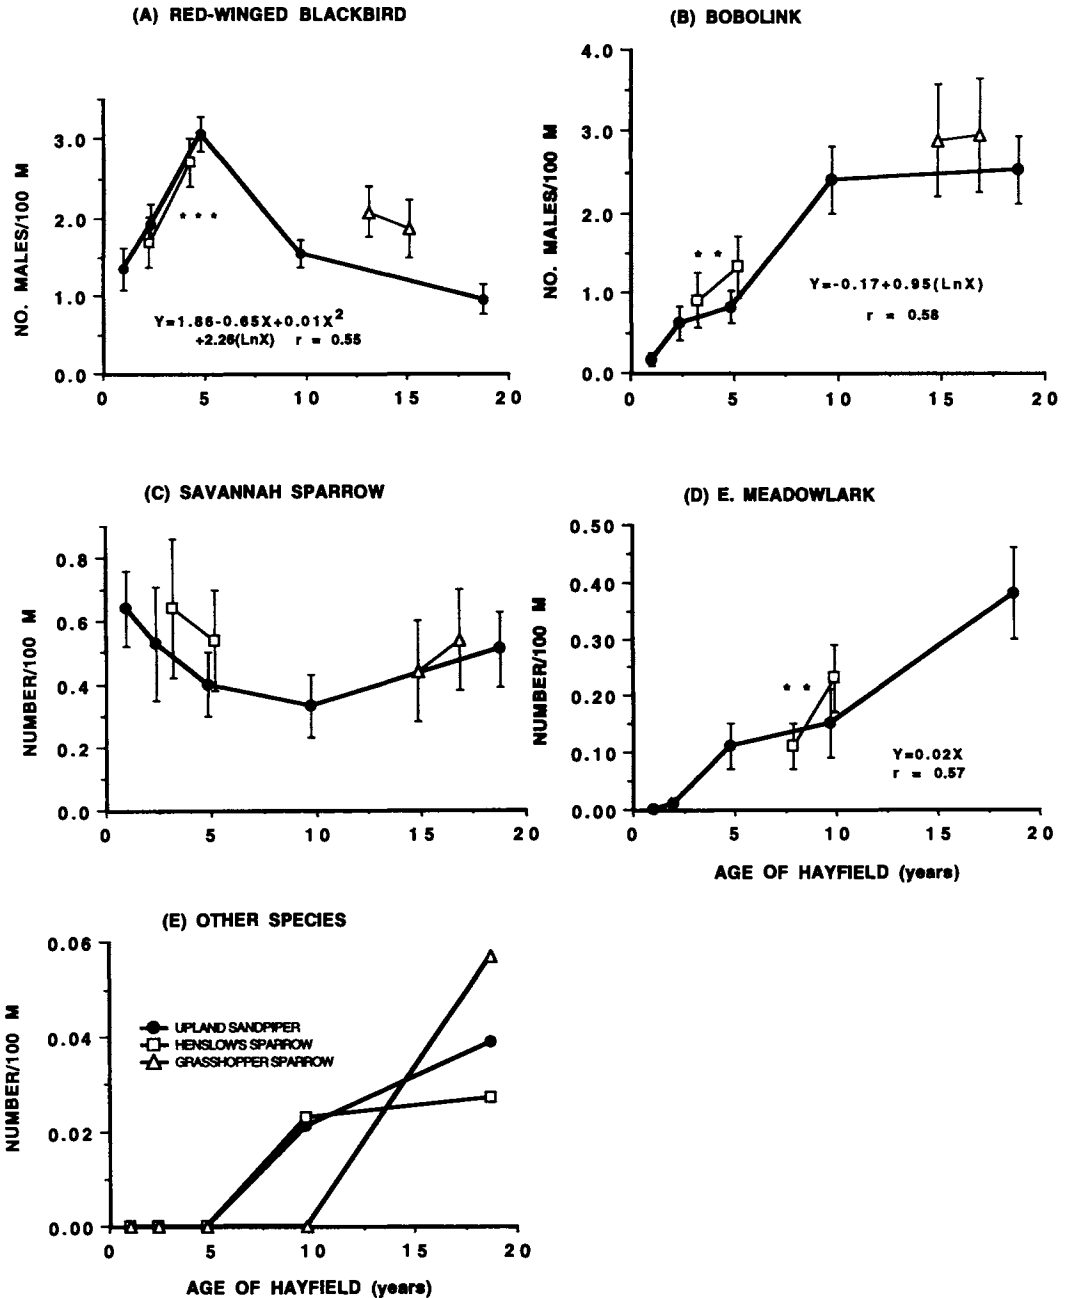 (A) RED-WINGED BLACKBIRD
NO. MALES/100 M
3.0
2.0
1.0
0.0
* * *
Y=1.86-0.65X+0.01X²
+2.26(LnX) r = 0.55
0 5 10 15 20
(B) BOBOLINK
NO. MALES/100 M
4.0
3.0
2.0
1.0
0.0
* *
Y=-0.17+0.95(LnX)
r = 0.58
0 5 10 15 20
(C) SAVANNAH SPARROW
NUMBER/100 M
0.8
0.6
0.4
0.2
0.0
0 5 10 15 20
(D) E. MEADOWLARK
NUMBER/100 M
0.50
0.40
0.30
0.20
0.10
0.00
* *
Y=0.02X
r = 0.57
0 5 10 15 20
AGE OF HAYFIELD (years)
(E) OTHER SPECIES
NUMBER/100 M
0.06
0.04
0.02
0.00
UPLAND SANDPIPER
HENSLOW'S SPARROW
GRASSHOPPER SPARROW
0 5 10 15 20
AGE OF HAYFIELD (years)